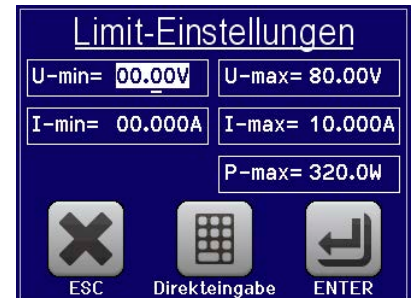 Limit-Einstellungen
U-min= 00.00V U-max= 80.00V
I-min= 00.000A I-max= 10.000A
P-max= 320.0W
ESC Direkteingabe ENTER